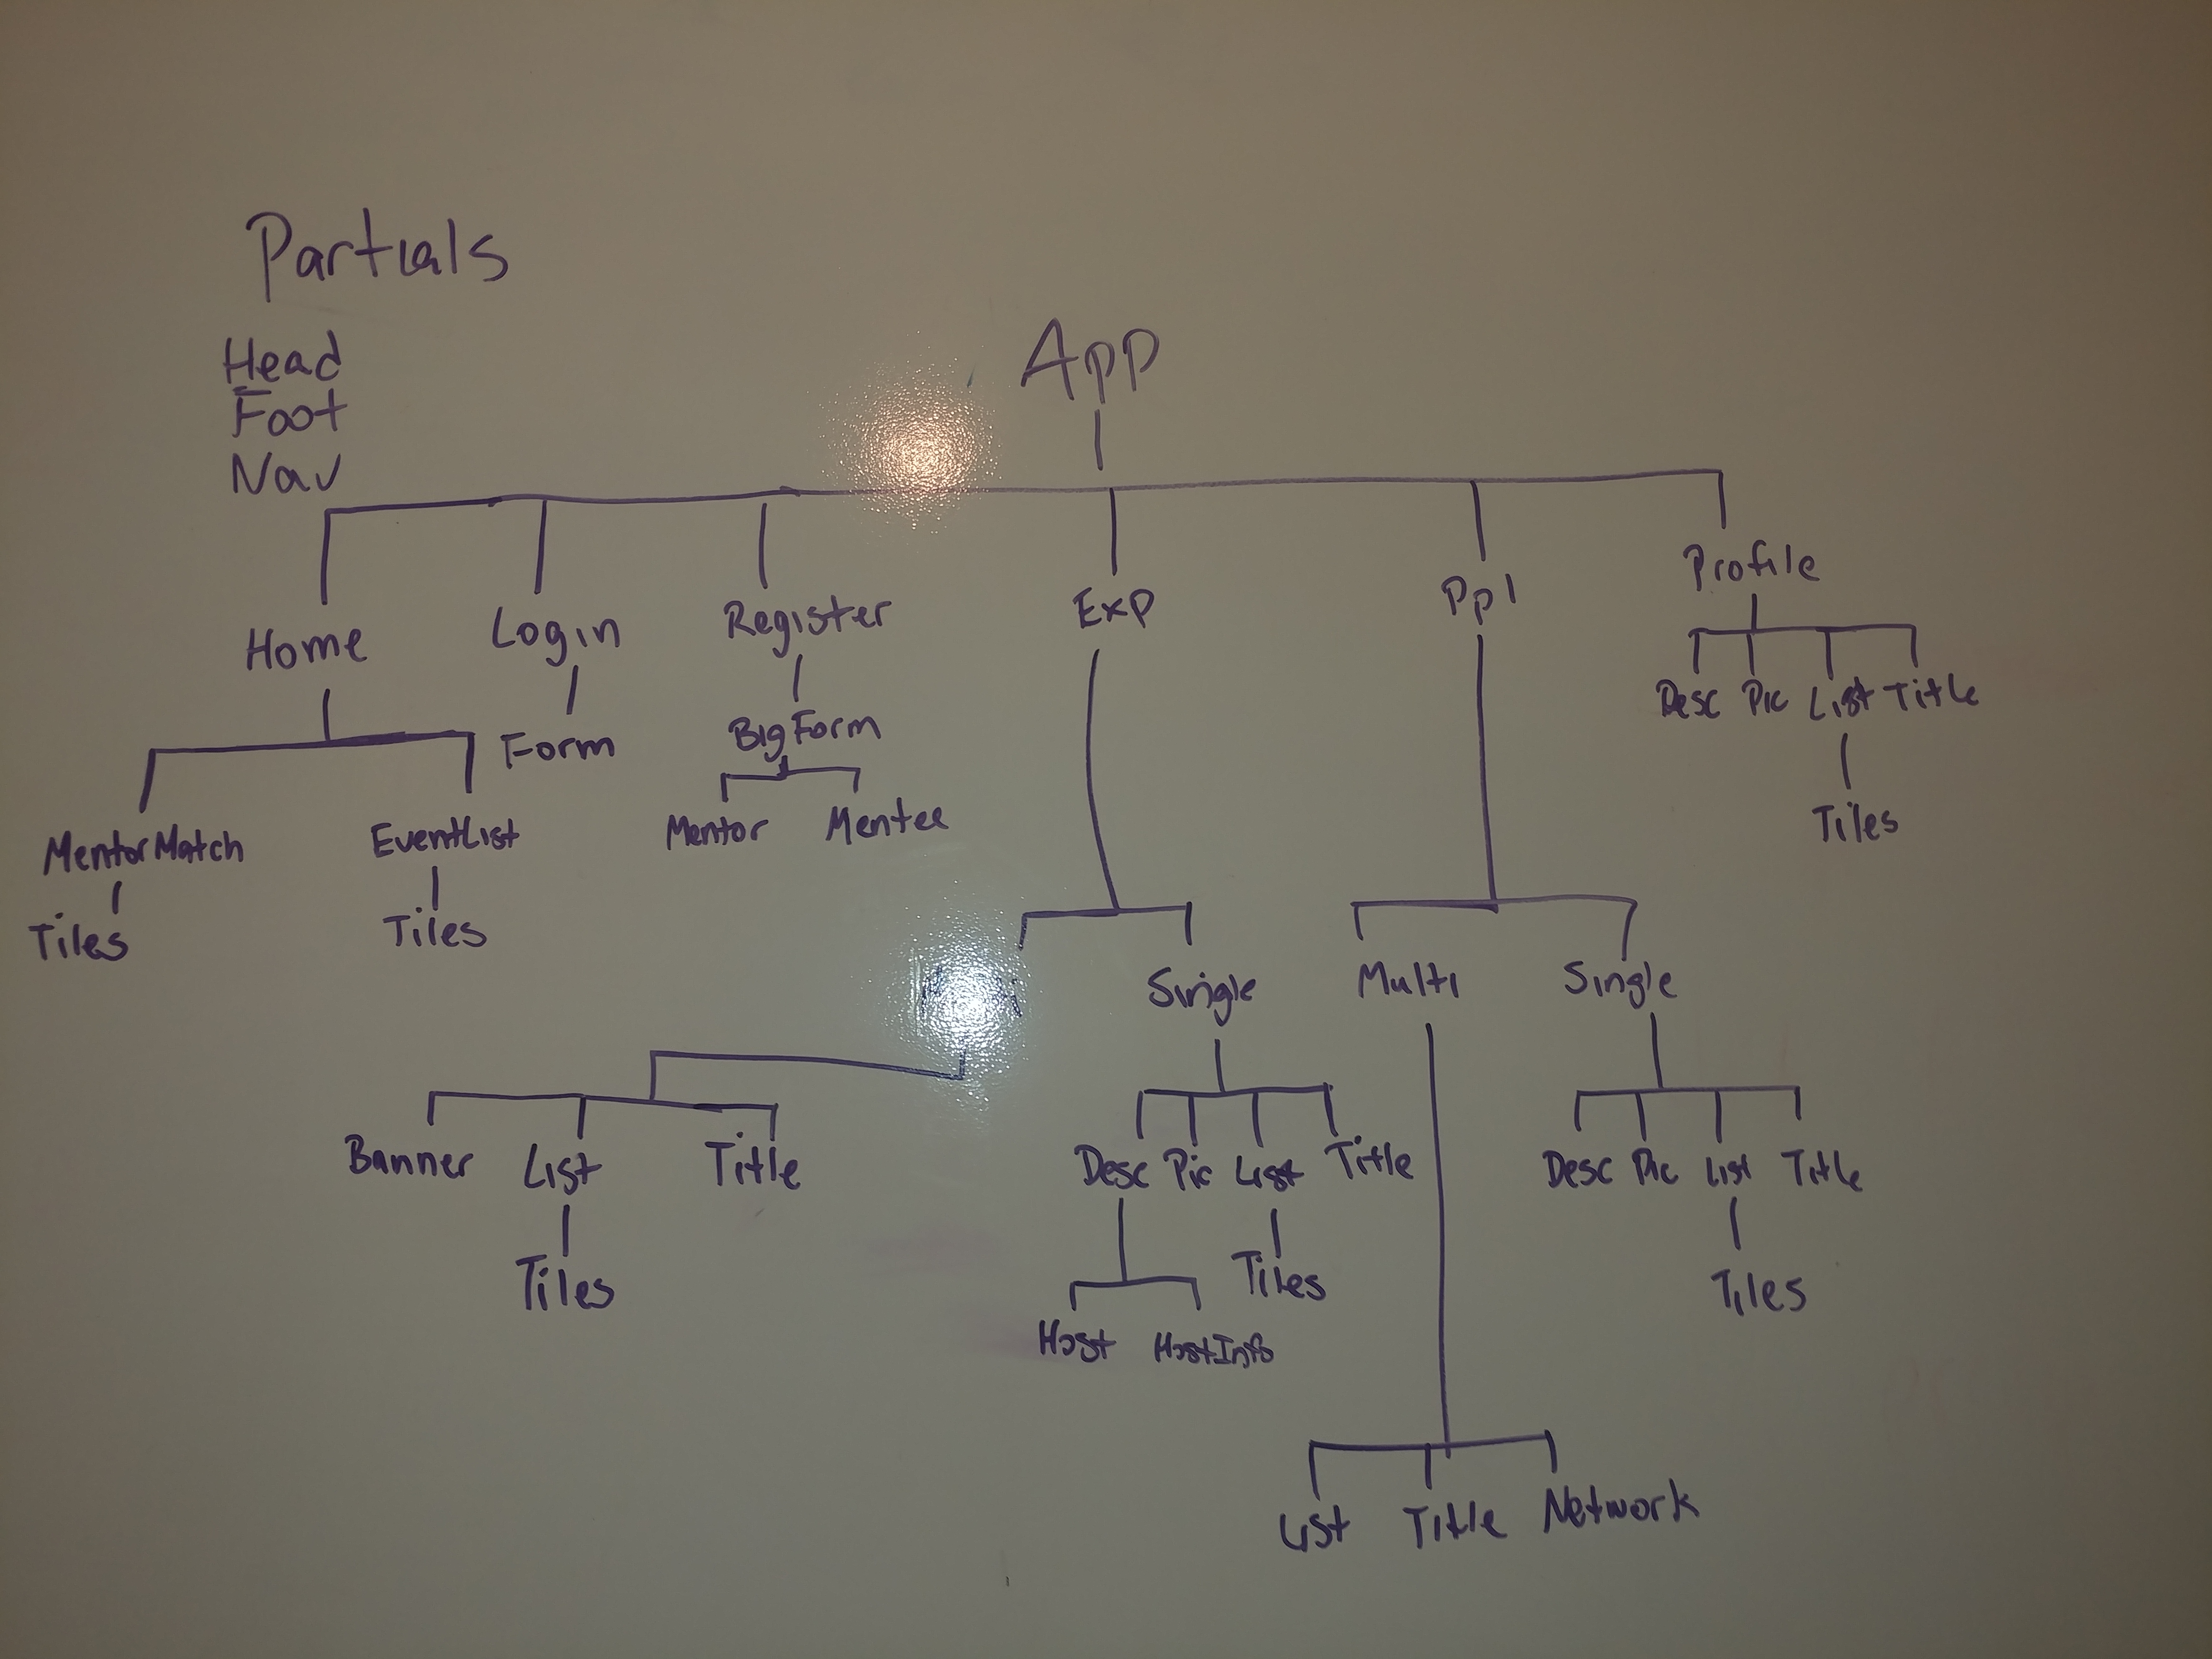 Partials
Head
Foot
Nav
App
Home Login Register Exp Ppl Profile
Form BigForm Desc Pic List Title
MentorMatch EventList Mentor Mentee Tiles
Tiles Tiles
Single Multi Single
Banner List Title Desc Pic List Title Desc Pic List Title
Tiles Tiles Tiles
Host HostInfo
List Title Network